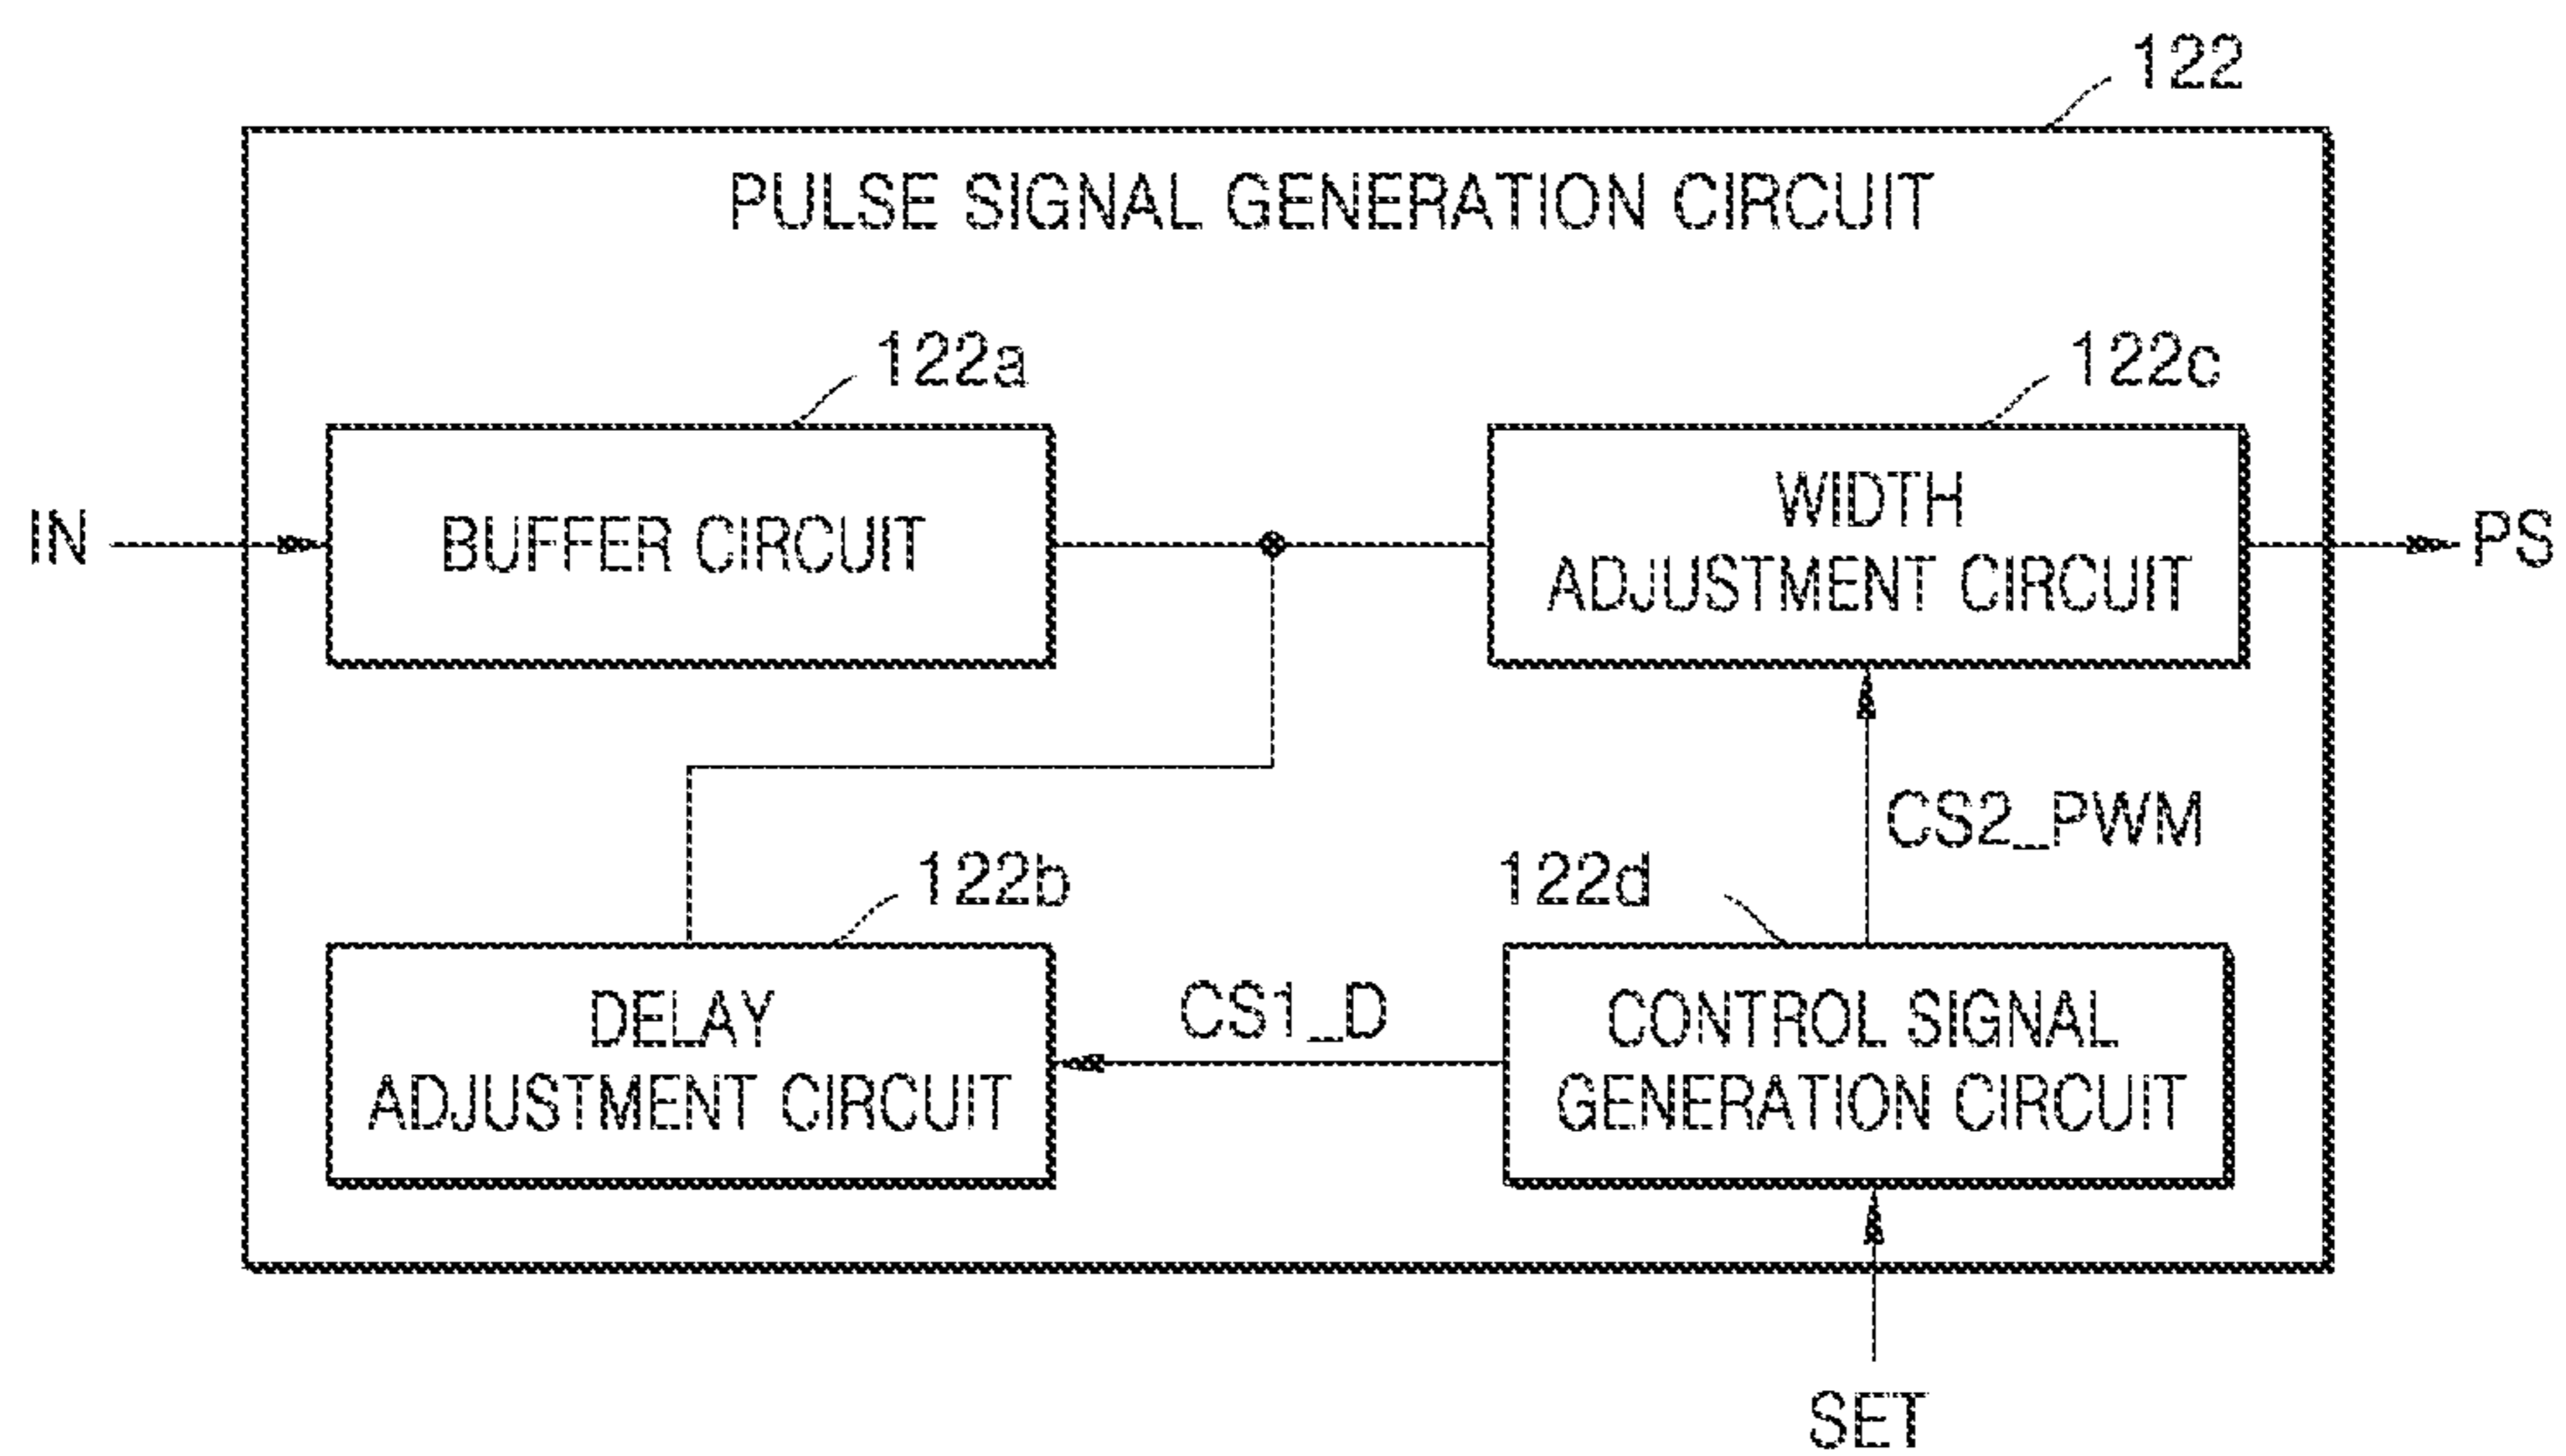 122
PULSE SIGNAL GENERATION CIRCUIT
122a
122c
IN
BUFFER CIRCUIT
WIDTH
ADJUSTMENT CIRCUIT
PS
CS2_PWM
122b
122d
DELAY
ADJUSTMENT CIRCUIT
CS1_D
CONTROL SIGNAL
GENERATION CIRCUIT
SET